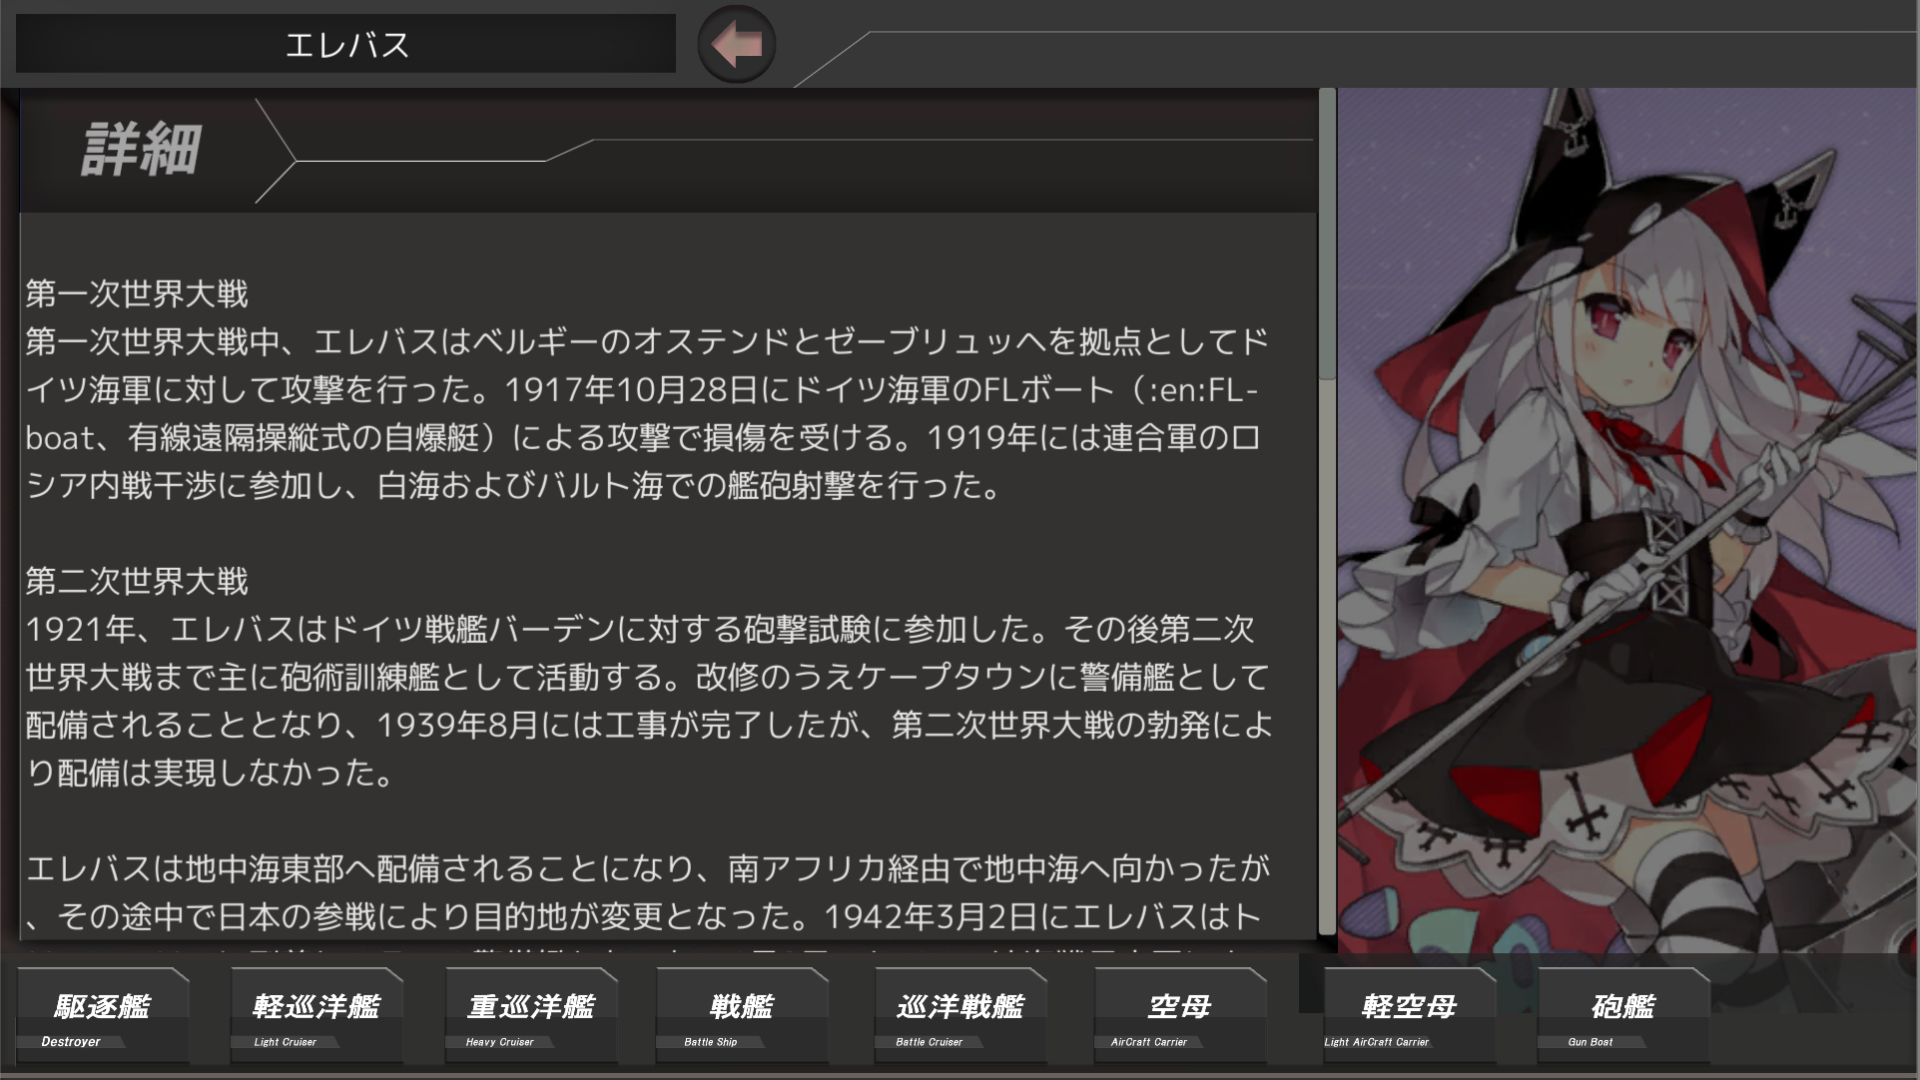 エレバス
詳細
第一次世界大戦
第一次世界大戦中、エレバスはベルギーのオステンドとゼーブリュッヘを拠点としてド
イツ海軍に対して攻撃を行った。1917年10月28日にドイツ海軍のFLボート（:en:FL-
boat、有線遠隔操縦式の自爆艇）による攻撃で損傷を受ける。1919年には連合軍のロ
シア内戦干渉に参加し、白海およびバルト海での艦砲射撃を行った。
第二次世界大戦
1921年、エレバスはドイツ戦艦バーデンに対する砲撃試験に参加した。その後第二次
世界大戦まで主に砲術訓練艦として活動する。改修のうえケープタウンに警備艦として
配備されることとなり、1939年8月には工事が完了したが、第二次世界大戦の勃発によ
り配備は実現しなかった。
エレバスは地中海東部へ配備されることになり、南アフリカ経由で地中海へ向かったが
、その途中で日本の参戦により目的地が変更となった。1942年3月2日にエレバスはト
駆逐艦 軽巡洋艦 重巡洋艦 戦艦 巡洋戦艦 空母 軽空母 砲艦
Destroyer Light Cruiser Heavy Cruiser Battle Ship Battle Cruiser AirCraft Carrier Light AirCraft Carrier Gun Boat